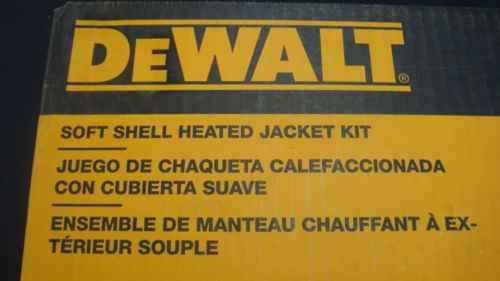 DEWALT®
SOFT SHELL HEATED JACKET KIT
JUEGO DE CHAQUETA CALEFACCIONADA
CON CUBIERTA SUAVE
ENSEMBLE DE MANTEAU CHAUFFANT À EX-
TÉRIEUR SOUPLE